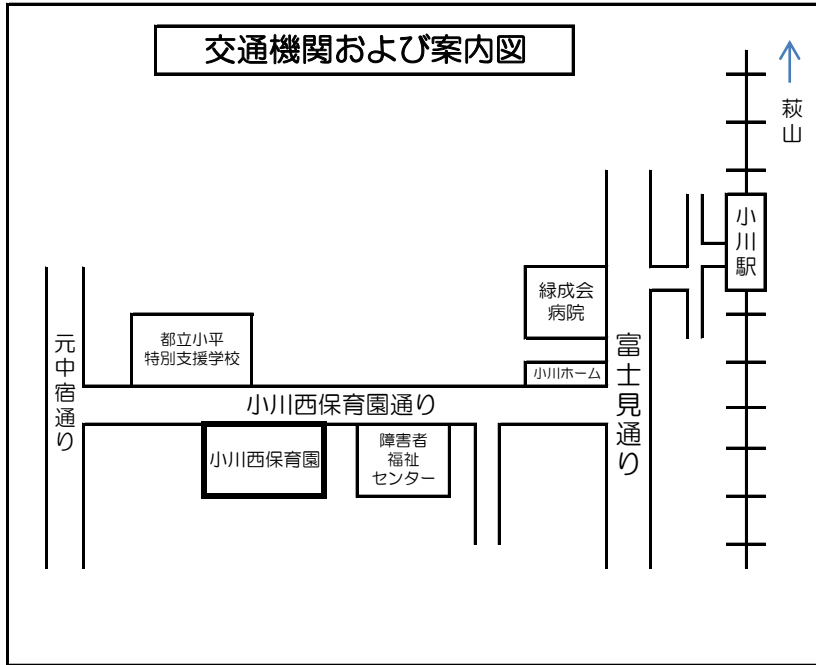 交通機関および案内図
萩山
小川駅
緑成会
病院
都立小平
特別支援学校
元中宿通り
小川ホーム
富士見通り
小川西保育園通り
小川西保育園
障害者
福祉
センター